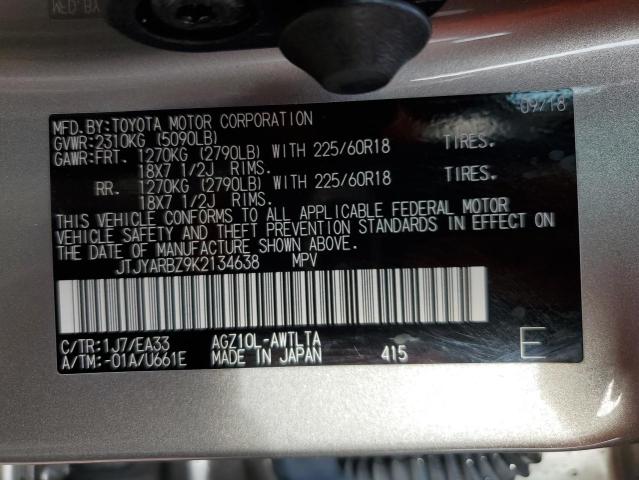 MFD. BY
MFD.BY:TOYOTA MOTOR CORPORATION 09/18
GVWR:2310KG (5090LB)
GAWR:FRT. 1270KG (2790LB) WITH 225/60R18 TIRES.
18X7 1/2J RIMS.
RR. 1270KG (2790LB) WITH 225/60R18 TIRES.
18X7 1/2J RIMS.
THIS VEHICLE CONFORMS TO ALL APPLICABLE FEDERAL MOTOR
VEHICLE SAFETY AND THEFT PREVENTION STANDARDS IN EFFECT ON
THE DATE OF MANUFACTURE SHOWN ABOVE.
JTJYARBZ9K2134638 MPV
C/TR:1J7/EA33 AGZ10L-AWTLTA
A/TM:-01A/U661E MADE IN JAPAN 415 E